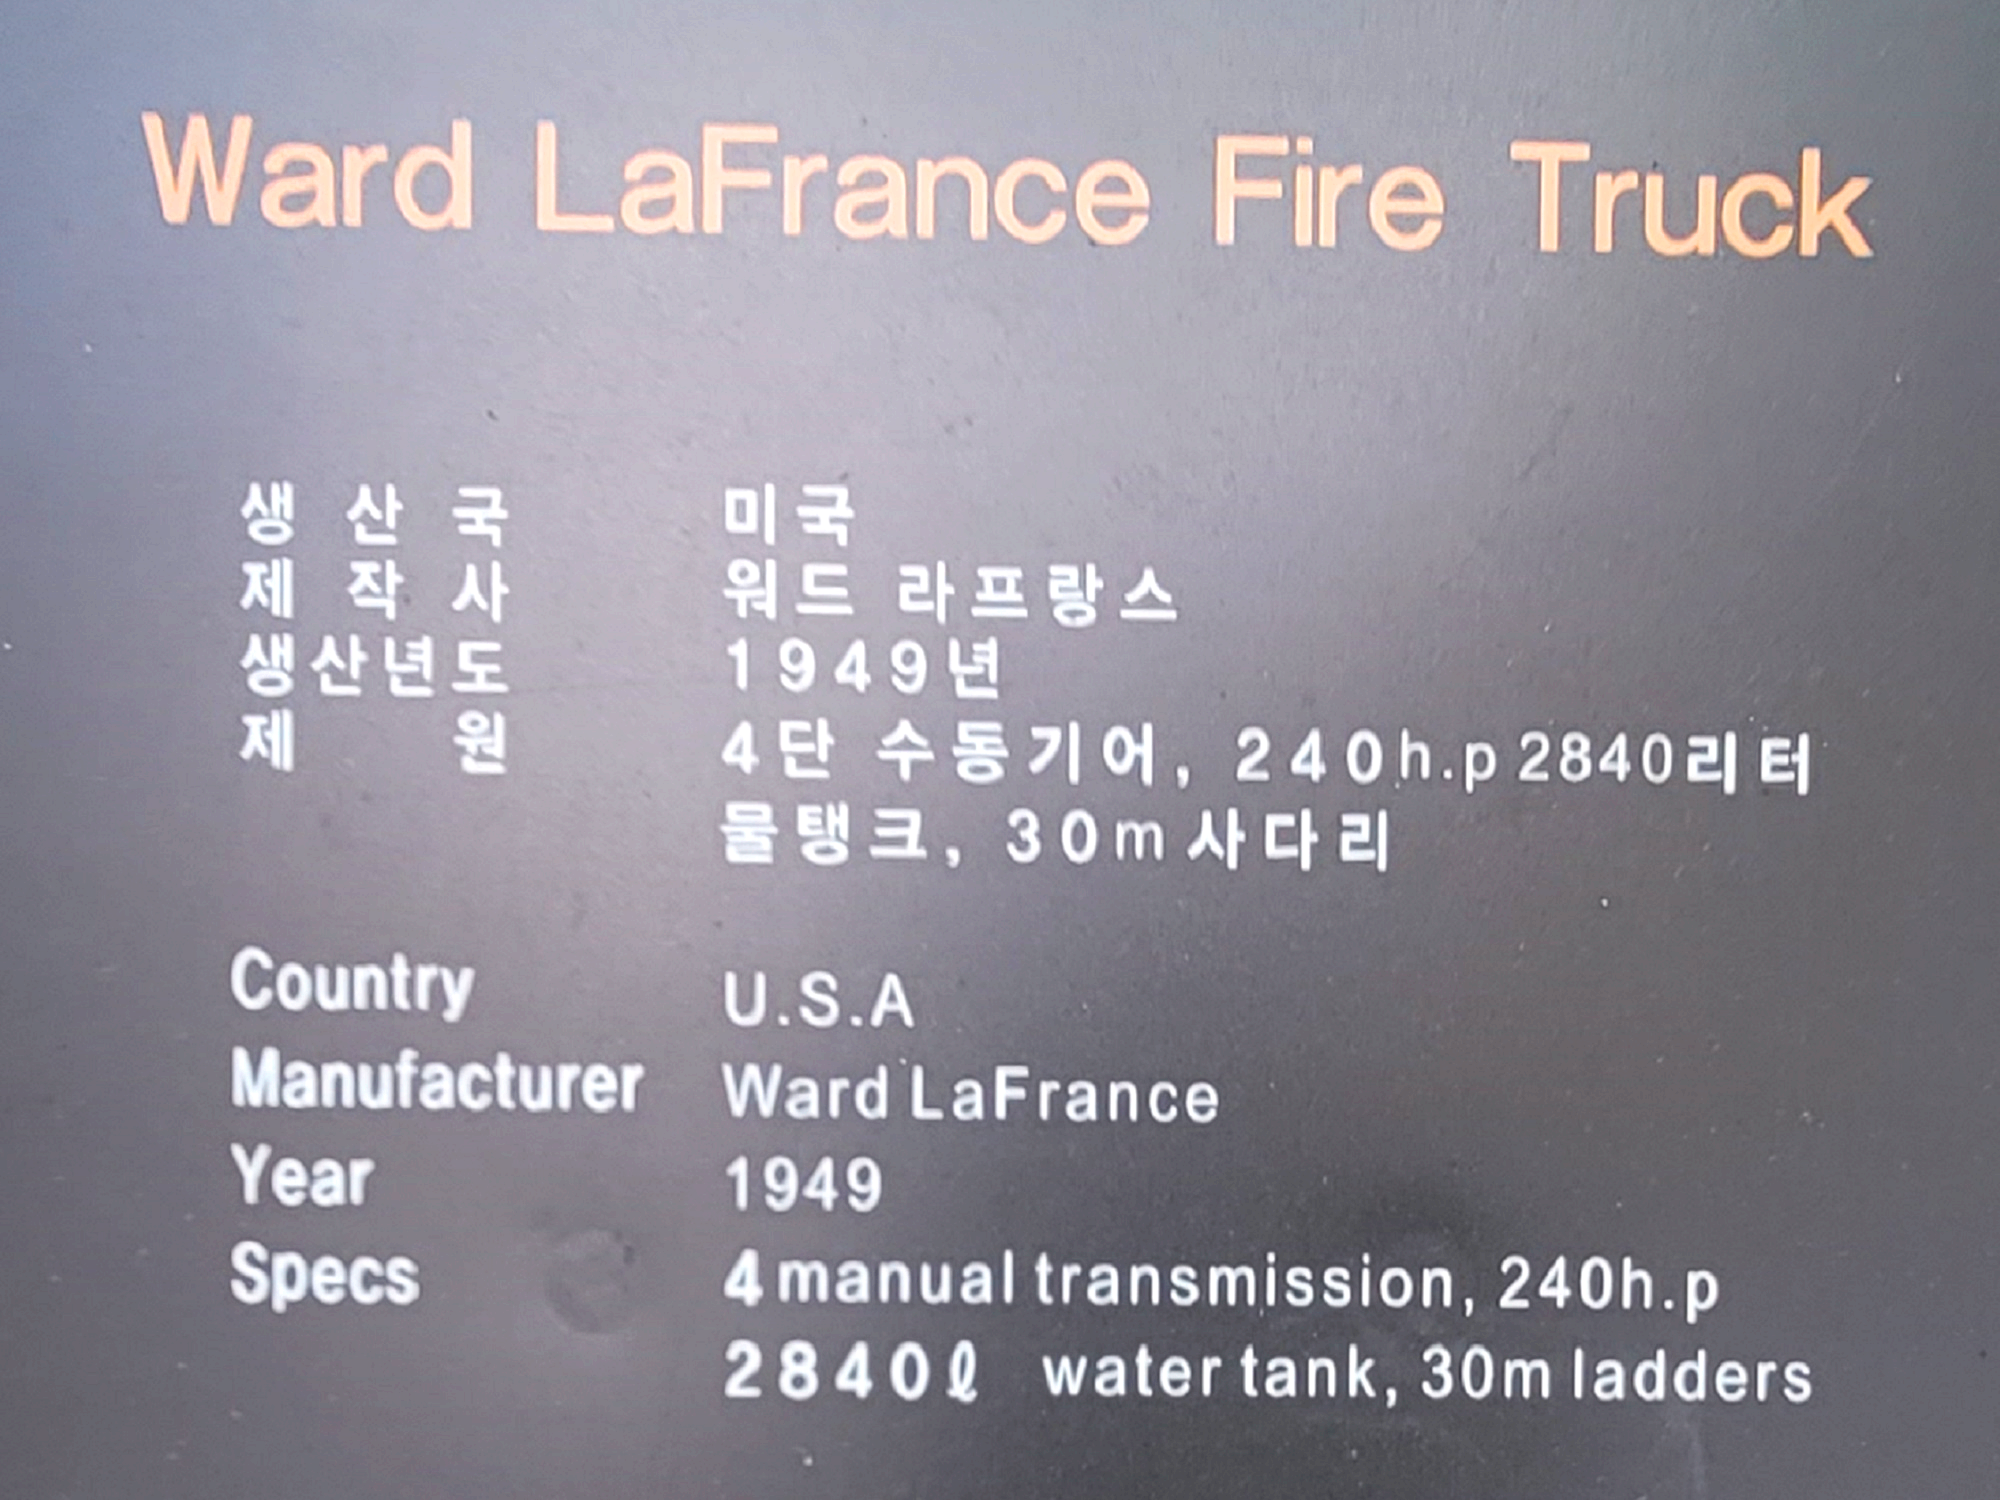 Ward LaFrance Fire Truck
생 산 국 미국
제 작 사 워드 라프랑스
생산년도 1949년
제 원 4단 수동기어, 240h.p 2840리터
물탱크, 30m 사다리
Country U.S.A
Manufacturer Ward LaFrance
Year 1949
Specs 4 manual transmission, 240h.p
2840ℓ water tank, 30m ladders